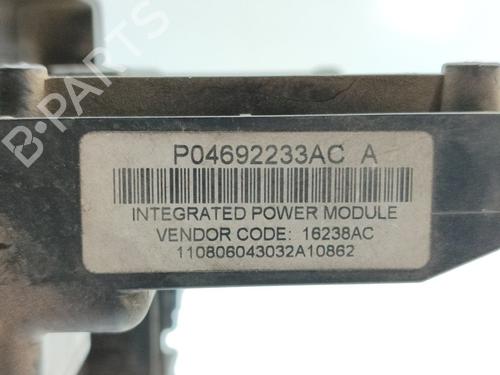 B-PARTS
P04692233AC A
INTEGRATED POWER MODULE
VENDOR CODE: 16238AC
110806043032A10862